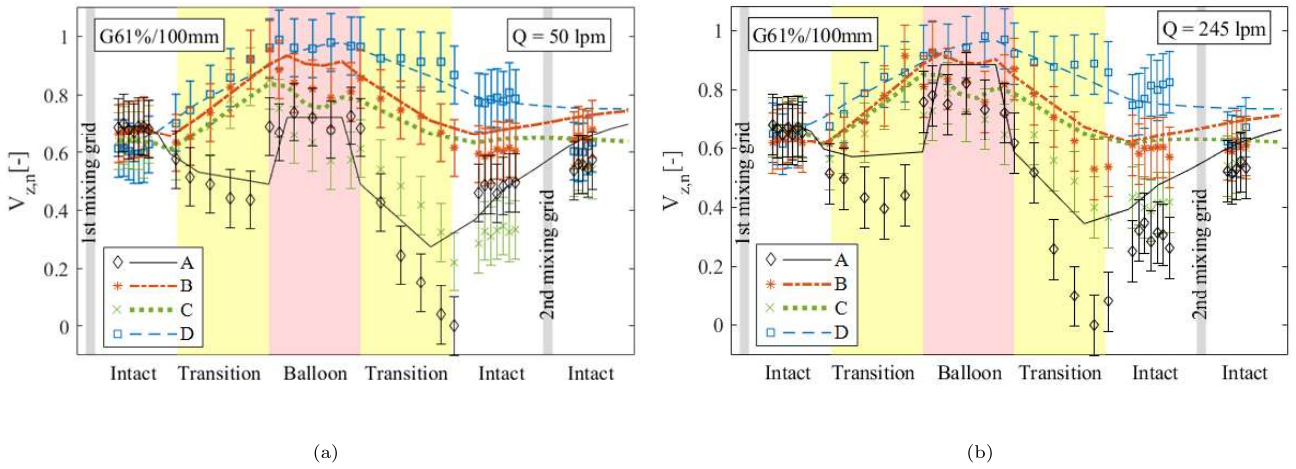 G61%/100mm
Q = 50 lpm
V_{z,n}[-]
1
0.8
0.6
0.4
0.2
0
1st mixing grid
2nd mixing grid
A
B
C
D
Intact Transition Balloon Transition Intact Intact
(a)
G61%/100mm
Q = 245 lpm
V_{z,n}[-]
1
0.8
0.6
0.4
0.2
0
1st mixing grid
2nd mixing grid
A
B
C
D
Intact Transition Balloon Transition Intact Intact
(b)